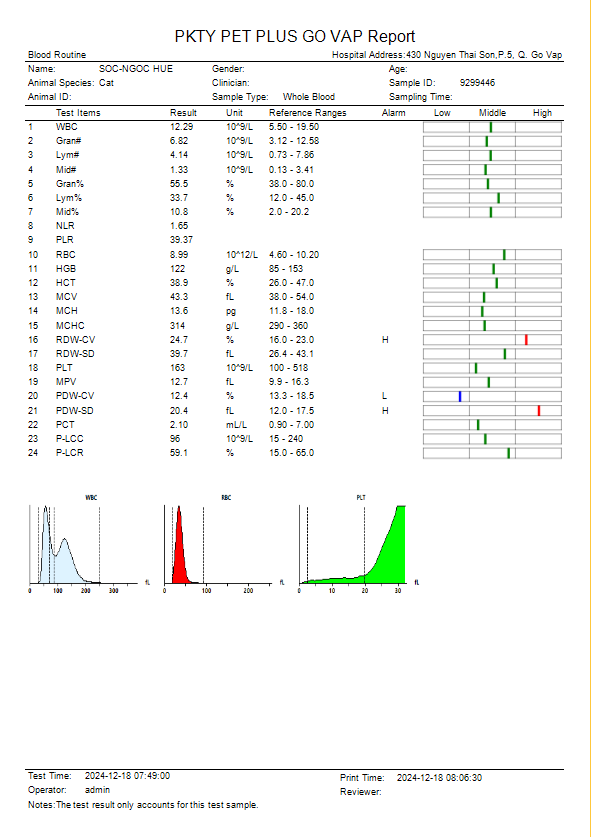 PKTY PET PLUS GO VAP Report
Blood Routine Hospital Address:430 Nguyen Thai Son,P.5, Q. Go Vap
Name: SOC-NGOC HUE Gender: Age:
Animal Species: Cat Clinician: Sample ID: 9299446
Animal ID: Sample Type: Whole Blood Sampling Time:
Test Items Result Unit Reference Ranges Alarm Low Middle High
1 WBC 12.29 10^9/L 5.50 - 19.50
2 Gran# 6.82 10^9/L 3.12 - 12.58
3 Lym# 4.14 10^9/L 0.73 - 7.86
4 Mid# 1.33 10^9/L 0.13 - 3.41
5 Gran% 55.5 % 38.0 - 80.0
6 Lym% 33.7 % 12.0 - 45.0
7 Mid% 10.8 % 2.0 - 20.2
8 NLR 1.65
9 PLR 39.37
10 RBC 8.99 10^12/L 4.60 - 10.20
11 HGB 122 g/L 85 - 153
12 HCT 38.9 % 26.0 - 47.0
13 MCV 43.3 fL 38.0 - 54.0
14 MCH 13.6 pg 11.8 - 18.0
15 MCHC 314 g/L 290 - 360
16 RDW-CV 24.7 % 16.0 - 23.0 H
17 RDW-SD 39.7 fL 26.4 - 43.1
18 PLT 163 10^9/L 100 - 518
19 MPV 12.7 fL 9.9 - 16.3
20 PDW-CV 12.4 % 13.3 - 18.5 L
21 PDW-SD 20.4 fL 12.0 - 17.5 H
22 PCT 2.10 mL/L 0.90 - 7.00
23 P-LCC 96 10^9/L 15 - 240
24 P-LCR 59.1 % 15.0 - 65.0
WBC RBC PLT
fL fL fL
0 100 200 300 0 100 200 0 10 20 30
Test Time: 2024-12-18 07:49:00 Print Time: 2024-12-18 08:06:30
Operator: admin Reviewer:
Notes:The test result only accounts for this test sample.